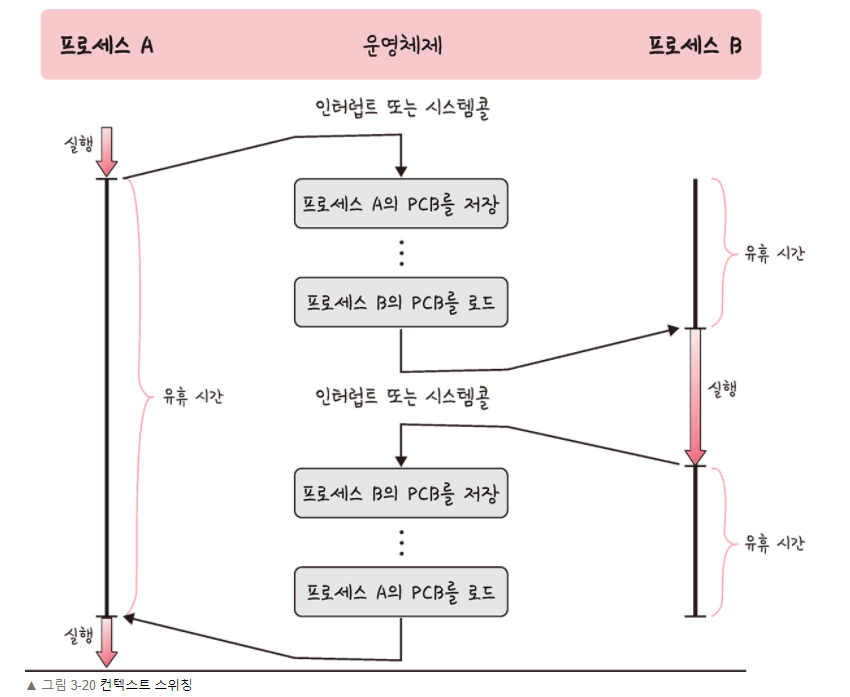 프로세스 A
운영체제
프로세스 B
인터럽트 또는 시스템콜
실행
프로세스 A의 PCB를 저장
유휴 시간
프로세스 B의 PCB를 로드
실행
유휴 시간
인터럽트 또는 시스템콜
프로세스 B의 PCB를 저장
유휴 시간
프로세스 A의 PCB를 로드
실행
▲ 그림 3-20 컨텍스트 스위칭